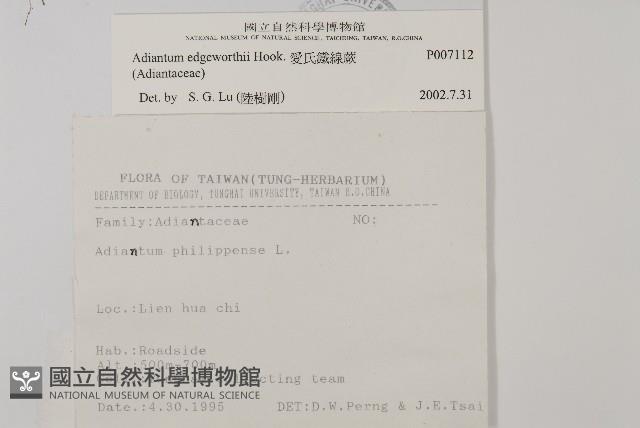 國立自然科學博物館
NATIONAL MUSEUM OF NATURAL SCIENCE, TAICHUNG, TAIWAN, R.O.CHINA
Adiantum edgeworthii Hook. 愛氏鐵線蕨 P007112
(Adiantaceae)
Det. by S. G. Lu (陸樹剛) 2002.7.31
FLORA OF TAIWAN(TUNG-HERBARIUM)
DEPARTMENT OF BIOLOGY, TUNGHAI UNIVERSITY, TAIWAN R.O.CHINA
Family:Adiantaceae NO:
Adiantum philippense L.
Loc.:Lien hua chi
Hab.:Roadside
Alt.:500m-700m
國立自然科學博物館 cting team
NATIONAL MUSEUM OF NATURAL SCIENCE
Date.:4.30.1995 DET:D.W.Perng & J.E.Tsai